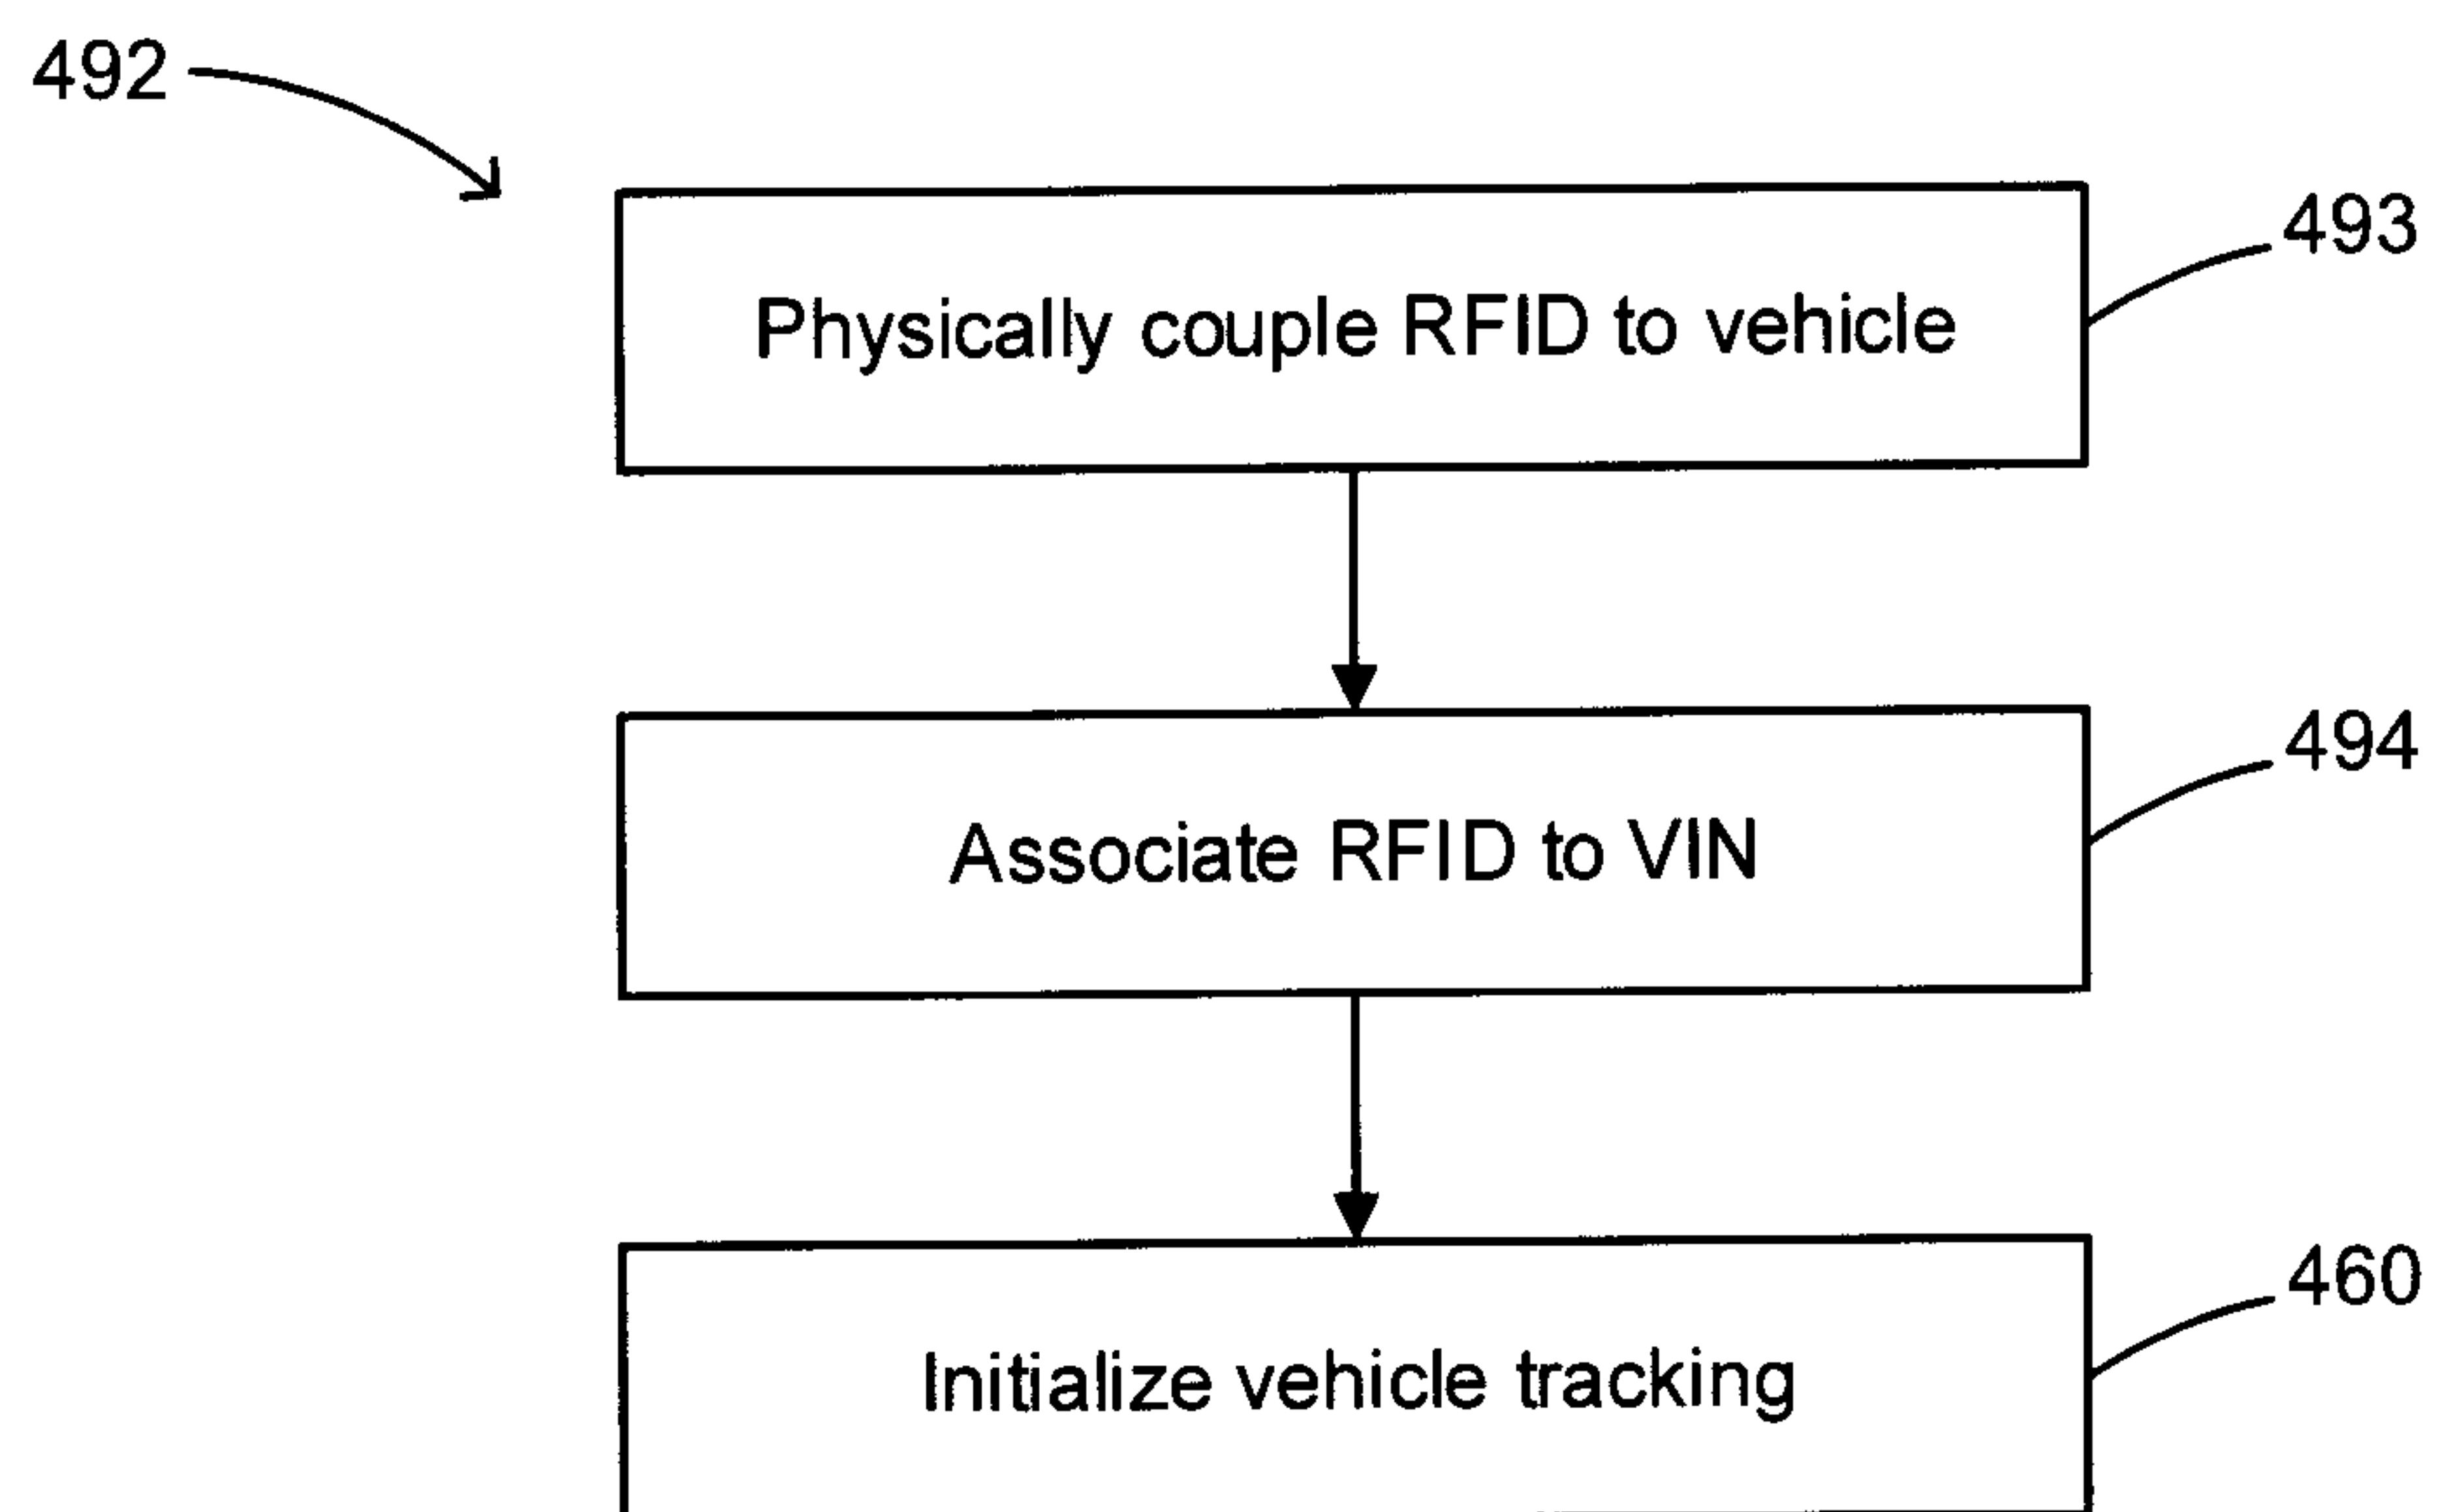 492
493
Physically couple RFID to vehicle
494
Associate RFID to VIN
460
Initialize vehicle tracking